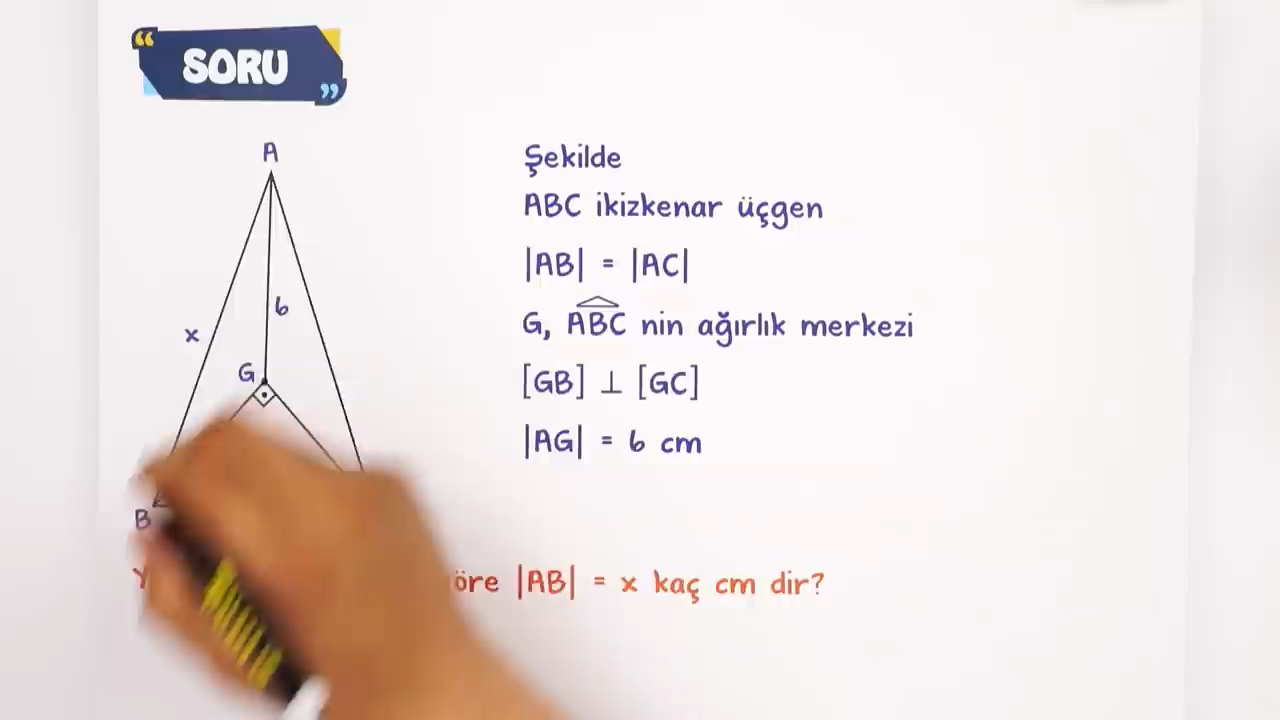 SORU
A
Şekilde
ABC ikizkenar üçgen
|AB| = |AC|
6
x
G, ABC nin ağırlık merkezi
G
[GB] ⊥ [GC]
|AG| = 6 cm
B
|AB| = x kaç cm dir?